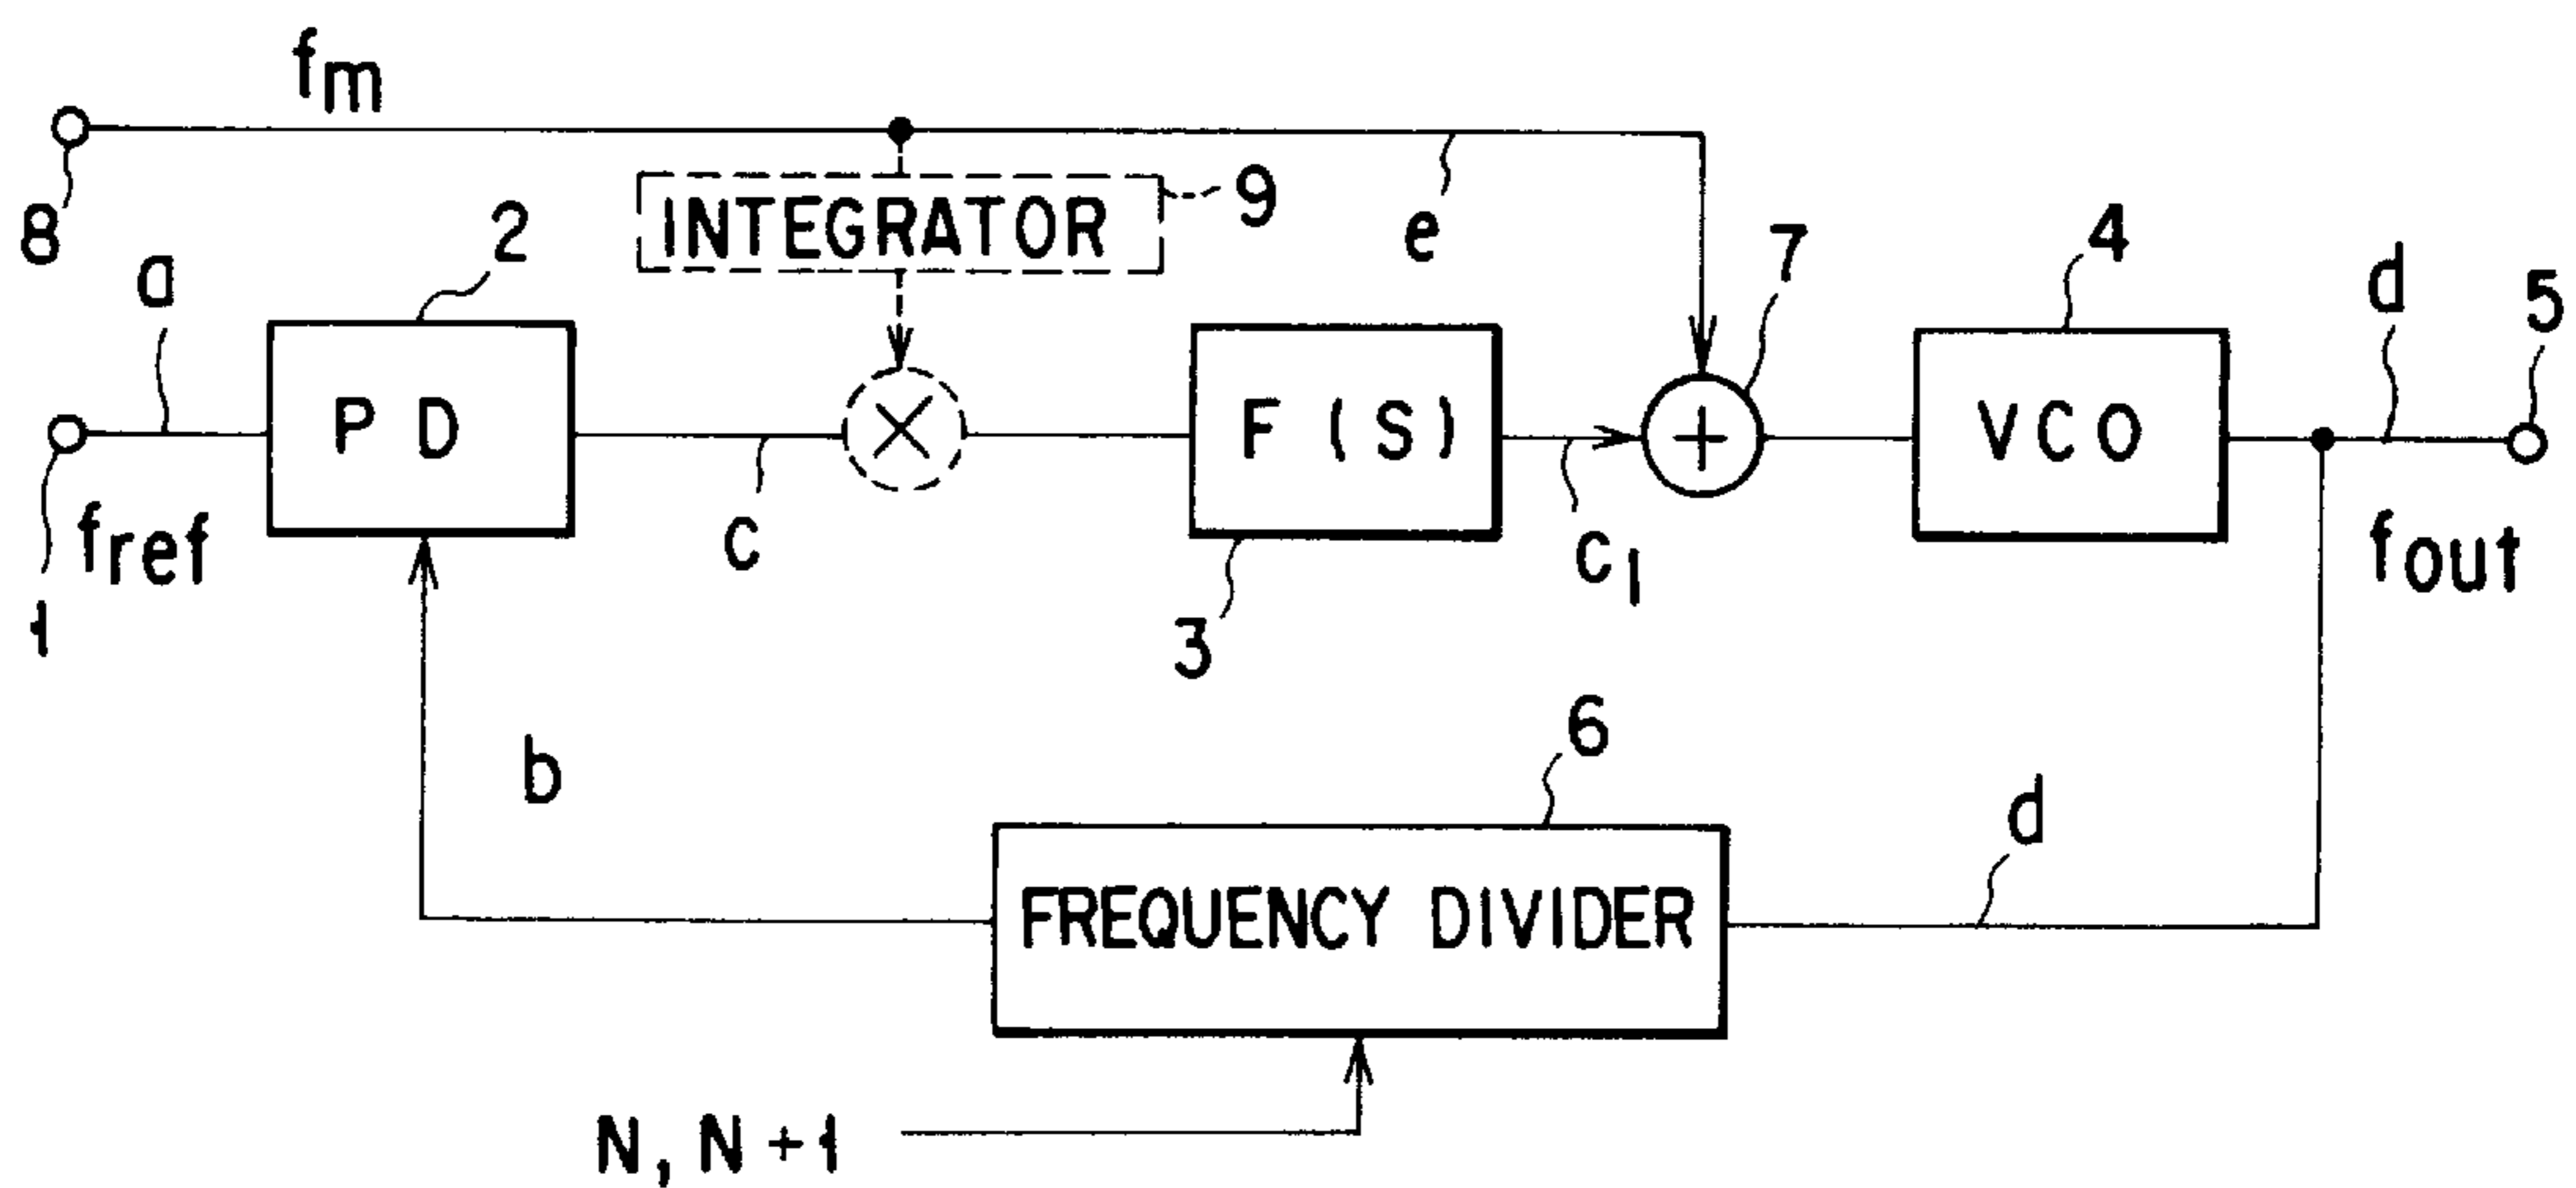 fm
8
INTEGRATOR
9
e
7
4
d
5
a
2
PD
F(S)
+
VCO
1
fref
c
3
c1
fout
b
6
d
FREQUENCY DIVIDER
N, N+1